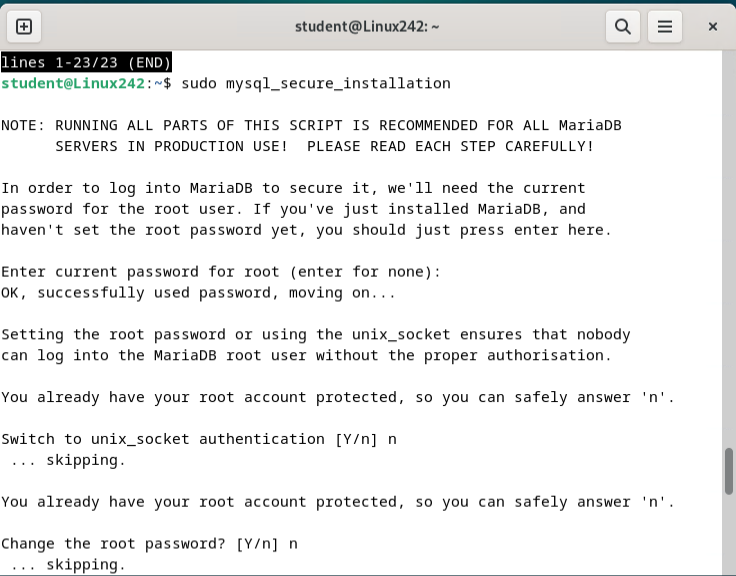 student@Linux242: ~
lines 1-23/23 (END)
student@Linux242:~$ sudo mysql_secure_installation
NOTE: RUNNING ALL PARTS OF THIS SCRIPT IS RECOMMENDED FOR ALL MariaDB
      SERVERS IN PRODUCTION USE!  PLEASE READ EACH STEP CAREFULLY!
In order to log into MariaDB to secure it, we'll need the current
password for the root user. If you've just installed MariaDB, and
haven't set the root password yet, you should just press enter here.
Enter current password for root (enter for none):
OK, successfully used password, moving on...
Setting the root password or using the unix_socket ensures that nobody
can log into the MariaDB root user without the proper authorisation.
You already have your root account protected, so you can safely answer 'n'.
Switch to unix_socket authentication [Y/n] n
 ... skipping.
You already have your root account protected, so you can safely answer 'n'.
Change the root password? [Y/n] n
 ... skipping.